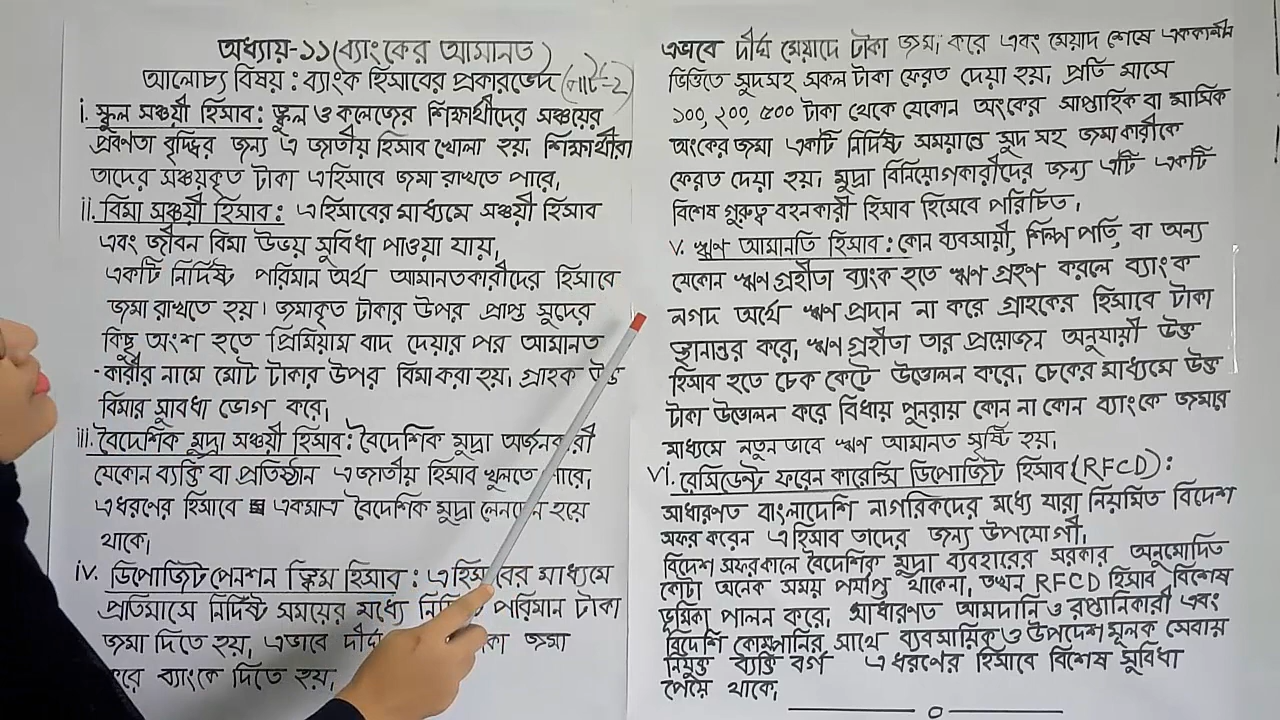 অধ্যায়-১১(ব্যাংকের আমানত)
আলোচ্য বিষয় : ব্যাংক হিসাবের প্রকারভেদ (পার্ট-2)
i. স্কুল সঞ্চয়ী হিসাব : স্কুল ও কলেজের শিক্ষার্থীদের সঞ্চয়ের
প্রবণতা বৃদ্ধির জন্য এ জাতীয় হিসাব খোলা হয়। শিক্ষার্থীরা
তাদের সঞ্চয়কৃত টাকা এহিসাবে জমা রাখতে পারে।
ii. বিমা সঞ্চয়ী হিসাব : এহিসাবের মাধ্যমে সঞ্চয়ী হিসাব
এবং জীবন বিমা উভয় সুবিধা পাওয়া যায়।
একটি নির্দিষ্ট পরিমান অর্থ আমানতকারীদের হিসাবে
জমা রাখতে হয়। জমাকৃত টাকার উপর প্রাপ্ত সুদের
কিছু অংশ হতে প্রিমিয়াম বাদ দেয়ার পর আমানত
-কারীর নামে মোট টাকার উপর বিমা করা হয়। গ্রাহক উক্ত
বিমার সুবিধা ভোগ করে।
iii. বৈদেশিক মুদ্রা সঞ্চয়ী হিসাব : বৈদেশিক মুদ্রা অর্জনকারী
যেকোন ব্যক্তি বা প্রতিষ্ঠান এজাতীয় হিসাব খুলতে পারে।
এধরণের হিসাবে একমাত্র বৈদেশিক মুদ্রা লেনদেন হয়ে
থাকে।
iv. ডিপোজিট পেনশন স্কিম হিসাব : এহিসাবের মাধ্যমে
প্রতিমাসে নির্দিষ্ট সময়ের মধ্যে নির্দিষ্ট পরিমান টাকা
জমা দিতে হয়। এভাবে দীর্ঘ টাকা জমা
করে ব্যাংকে দিতে হয়।
এভাবে দীর্ঘ মেয়াদে টাকা জমা করে এবং মেয়াদ শেষে এককালীন
ভিত্তিতে সুদসহ সকল টাকা ফেরত দেয়া হয়। প্রতি মাসে
১০০, ২০০, ৫০০ টাকা থেকে যেকোন অংকের সাপ্তাহিক বা মাসিক
অংকের জমা একটি নির্দিষ্ট সময়ান্তে সুদ সহ জমাকারীকে
ফেরত দেয়া হয়। মুদ্রা বিনিয়োগকারীদের জন্য এটি একটি
বিশেষ গুরুত্ব বহনকারী হিসাব হিসেবে পরিচিত।
v. ঋণ আমানতি হিসাব : কোন ব্যবসায়ী, শিল্প পতি, বা অন্য
যেকোন ঋণ গ্রহীতা ব্যাংক হতে ঋণ গ্রহণ করলে ব্যাংক
নগদ অর্থে ঋণ প্রদান না করে গ্রাহকের হিসাবে টাকা
স্থানান্তর করে। ঋণ গ্রহীতা তার প্রয়োজন অনুযায়ী উক্ত
হিসাব হতে চেক কেটে উত্তোলন করে। চেকের মাধ্যমে উক্ত
টাকা উত্তোলন করে বিধায় পুনরায় কোন না কোন ব্যাংকে জমার
মাধ্যমে নতুন ভাবে ঋণ আমানত সৃষ্টি হয়।
vi. রেসিডেন্ট ফরেন কারেন্সি ডিপোজিট হিসাব (RFCD) :
সাধারণত বাংলাদেশি নাগরিকদের মধ্যে যারা নিয়মিত বিদেশ
সফর করেন এ হিসাব তাদের জন্য উপযোগী।
বিদেশ সফরকালে বৈদেশিক মুদ্রা ব্যবহারের সরকার অনুমোদিত
কোটা অনেক সময় পর্যাপ্ত থাকেনা, তখন RFCD হিসাব বিশেষ
ভূমিকা পালন করে। সাধারণত আমদানি ও রপ্তানিকারী এবং
বিদেশি কোম্পানির সাথে ব্যবসায়িক ও উপদেশ মূলক সেবায়
নিযুক্ত ব্যক্তি বর্গ এ ধরণের হিসাবে বিশেষ সুবিধা
পেয়ে থাকে।